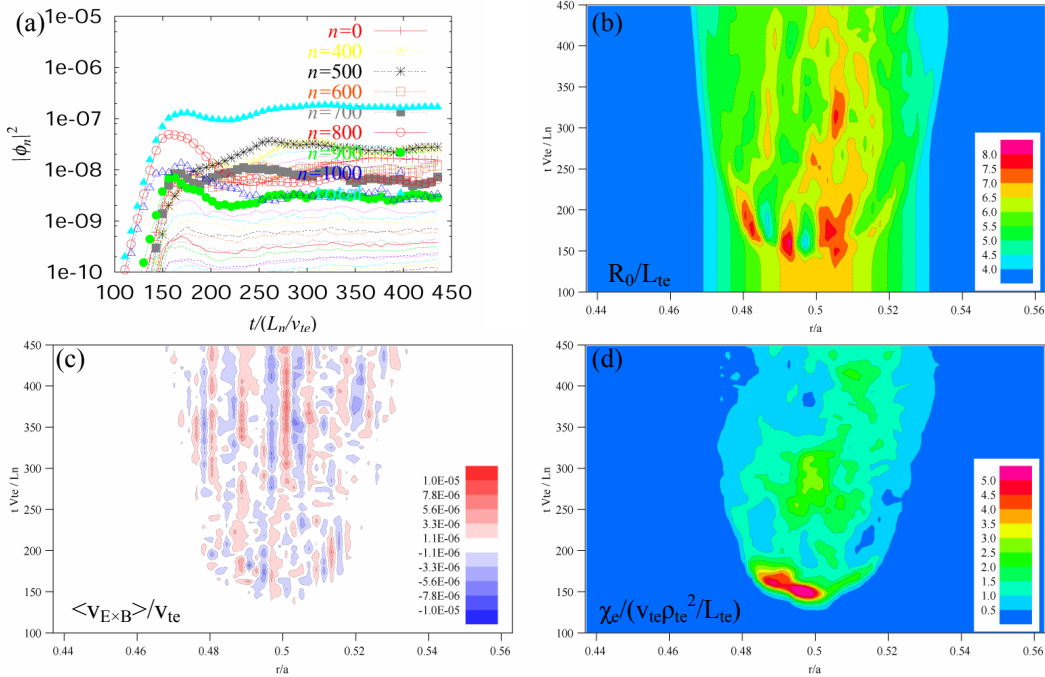 (a)
1e-05
1e-06
1e-07
1e-08
1e-09
1e-10
|ϕn|²
n=0
n=400
n=500
n=600
n=700
n=800
n=1000
100 150 200 250 300 350 400 450
t/(Ln/vte)
(b)
t Vte / Ln
450
400
350
300
250
200
150
100
8.0
7.5
7.0
6.5
6.0
5.5
5.0
4.5
4.0
R0/Lte
0.44 0.46 0.48 0.5 0.52 0.54 0.56
r/a
(c)
t Vte / Ln
450
400
350
300
250
200
150
100
1.0E-05
7.8E-06
5.6E-06
3.3E-06
1.1E-06
-1.1E-06
-3.3E-06
-5.6E-06
-7.8E-06
-1.0E-05
<vE×B>/vte
0.44 0.46 0.48 0.5 0.52 0.54 0.56
r/a
(d)
t Vte / Ln
450
400
350
300
250
200
150
100
5.0
4.5
4.0
3.5
3.0
2.5
2.0
1.5
1.0
0.5
χe/(vteρte²/Lte)
0.44 0.46 0.48 0.5 0.52 0.54 0.56
r/a